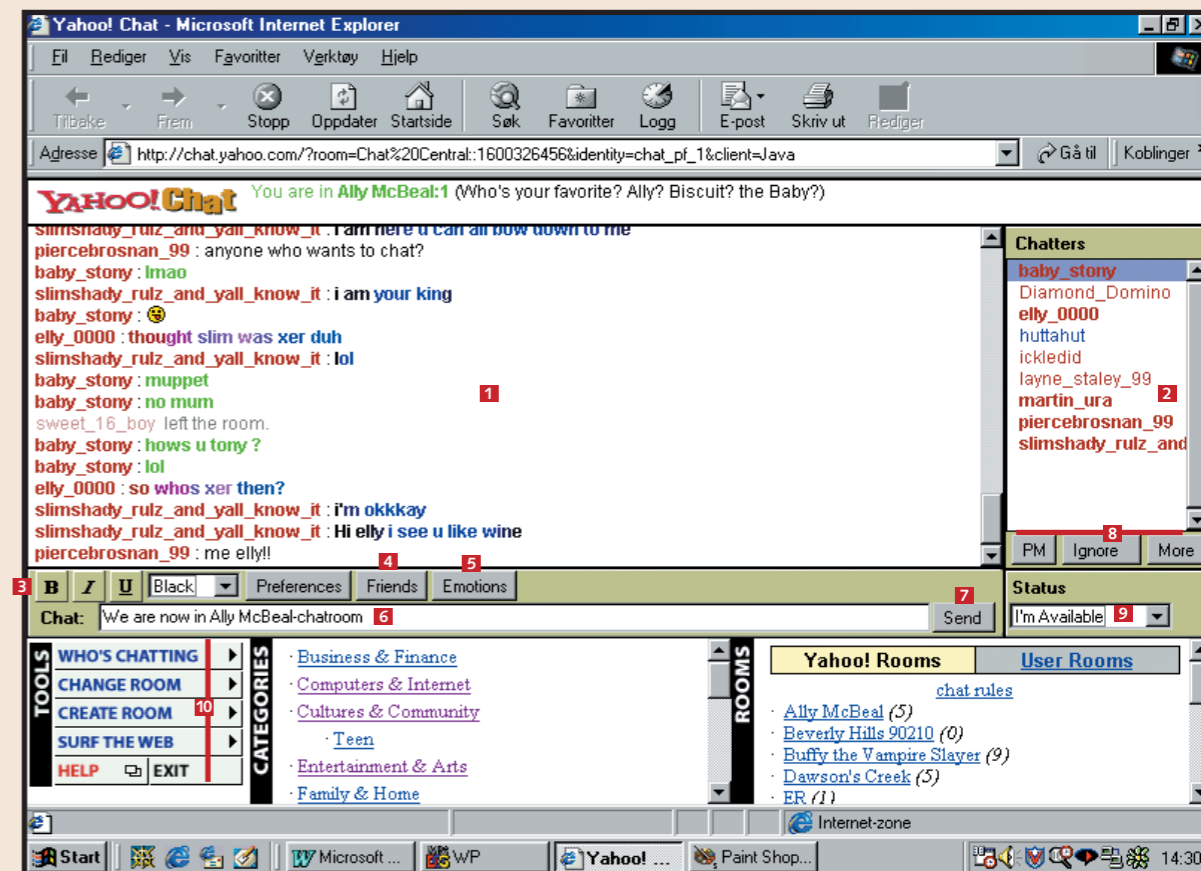 Yahoo! Chat - Microsoft Internet Explorer
Fil Rediger Vis Favoritter Verktøy Hjelp
Tilbake Frem Stopp Oppdater Startside Søk Favoritter Logg E-post Skriv ut Rediger
Adresse http://chat.yahoo.com/?room=Chat%20Central::1600326456&identity=chat_pf_1&client=Java Gå til Koblinger
YAHOO! Chat You are in Ally McBeal:1 (Who's your favorite? Ally? Biscuit? the Baby?)
slimshady_rulz_and_yall_know_it : i am here u can all bow down to me
piercebrosnan_99 : anyone who wants to chat?
baby_stony : lmao
slimshady_rulz_and_yall_know_it : i am your king
baby_stony :
elly_0000 : thought slim was xer duh
slimshady_rulz_and_yall_know_it : lol
baby_stony : muppet
baby_stony : no mum
sweet_16_boy left the room.
baby_stony : hows u tony ?
baby_stony : lol
elly_0000 : so whos xer then?
slimshady_rulz_and_yall_know_it : i'm okkkay
slimshady_rulz_and_yall_know_it : Hi elly i see u like wine
piercebrosnan_99 : me elly!!
1
Chatters
baby_stony
Diamond_Domino
elly_0000
huttahut
ickledid
layne_staley_99
martin_ura
piercebrosnan_99
slimshady_rulz_and
2
8
PM Ignore More
4 5
3 B I U Black Preferences Friends Emotions
7
Chat: We are now in Ally McBeal-chatroom 6 Send
Status
I'm Available 9
TOOLS
WHO'S CHATTING
CHANGE ROOM
CREATE ROOM 10
SURF THE WEB
HELP EXIT
CATEGORIES
· Business & Finance
· Computers & Internet
· Cultures & Community
· Teen
· Entertainment & Arts
· Family & Home
ROOMS
Yahoo! Rooms User Rooms
chat rules
· Ally McBeal (5)
· Beverly Hills 90210 (0)
· Buffy the Vampire Slayer (9)
· Dawson's Creek (5)
· ER (1)
Internet-zone
Start Microsoft ... WP Yahoo! ... Paint Shop... 14:30